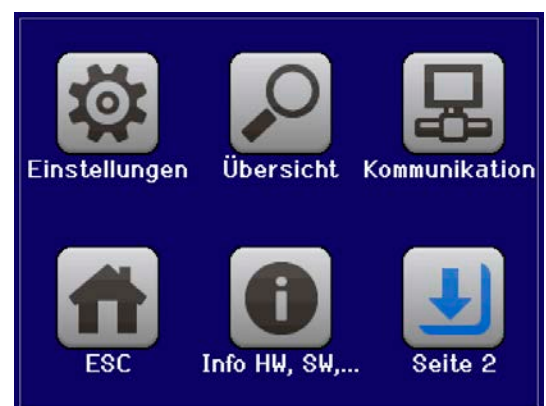 Einstellungen
Übersicht
Kommunikation
ESC
Info HW, SW,...
Seite 2